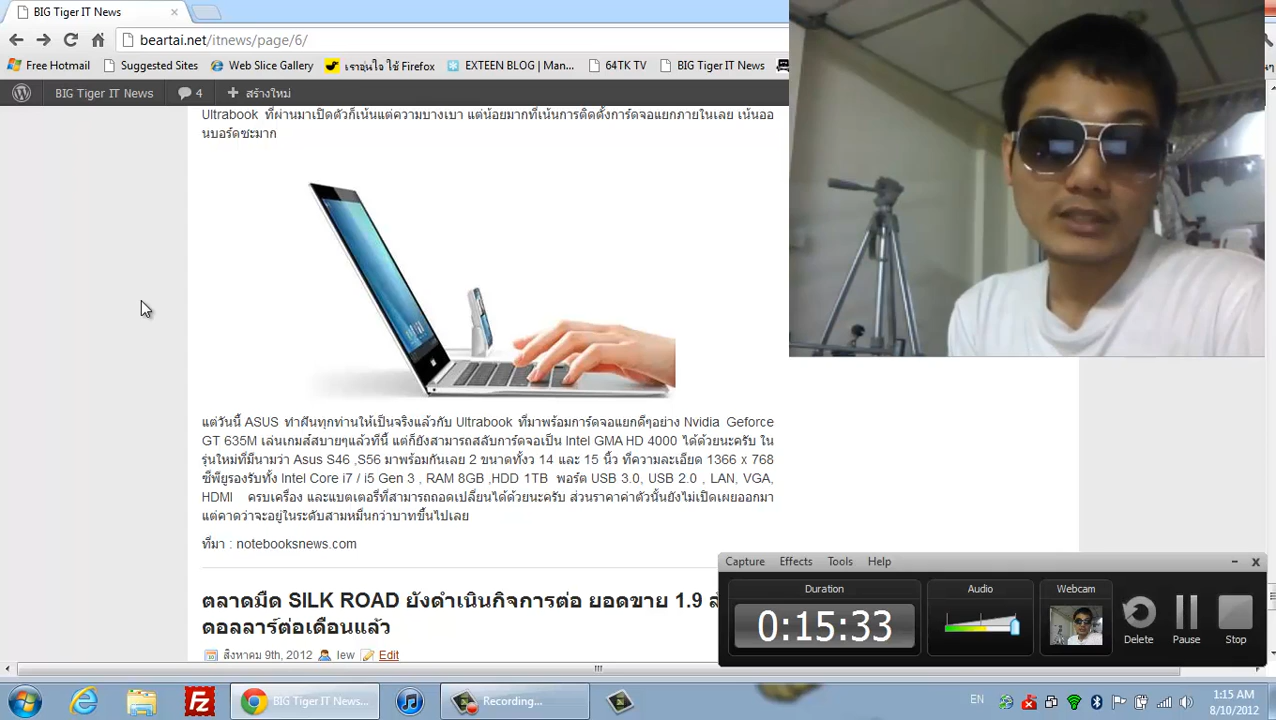 BIG Tiger IT News
beartai.net/itnews/page/6/
Free Hotmail
Suggested Sites
Web Slice Gallery
เราอุ่นใจ ใช้ Firefox
EXTEEN BLOG | Man...
64TK TV
BIG Tiger IT News
BIG Tiger IT News
4
สร้างใหม่
Ultrabook ที่ผ่านมาเปิดตัวก็เน้นแต่ความบางเบา แต่น้อยมากที่เน้นการติดตั้งการ์ดจอแยกภายในเลย เน้นออ
นบอร์ดซะมาก
แต่วันนี้ ASUS ทำฝันทุกท่านให้เป็นจริงแล้วกับ Ultrabook ที่มาพร้อมการ์ดจอแยกดีๆอย่าง Nvidia Geforce
GT 635M เล่นเกมส์สบายๆแล้วทีนี้ แต่ก็ยังสามารถสลับการ์ดจอเป็น Intel GMA HD 4000 ได้ด้วยนะครับ ใน
รุ่นใหม่ที่มีนามว่า Asus S46 ,S56 มาพร้อมกันเลย 2 ขนาดทั้งว 14 และ 15 นิ้ว ที่ความละเอียด 1366 x 768
ซีพียูรองรับทั้ง Intel Core i7 / i5 Gen 3 , RAM 8GB ,HDD 1TB พอร์ต USB 3.0, USB 2.0 , LAN, VGA,
HDMI ครบเครื่อง และแบตเตอรี่ที่สามารถถอดเปลี่ยนได้ด้วยนะครับ ส่วนราคาค่าตัวนั้นยังไม่เปิดเผยออกมา
แต่คาดว่าจะอยู่ในระดับสามหมื่นกว่าบาทขึ้นไปเลย
ที่มา : notebooksnews.com
ตลาดมืด SILK ROAD ยังดำเนินกิจการต่อ ยอดขาย 1.9
ดอลลาร์ต่อเดือนแล้ว
สิงหาคม 9th, 2012
lew
Edit
Capture
Effects
Tools
Help
Duration
Audio
Webcam
0:15:33
Delete
Pause
Stop
BIG Tiger IT News...
Recording...
EN
1:15 AM
8/10/2012